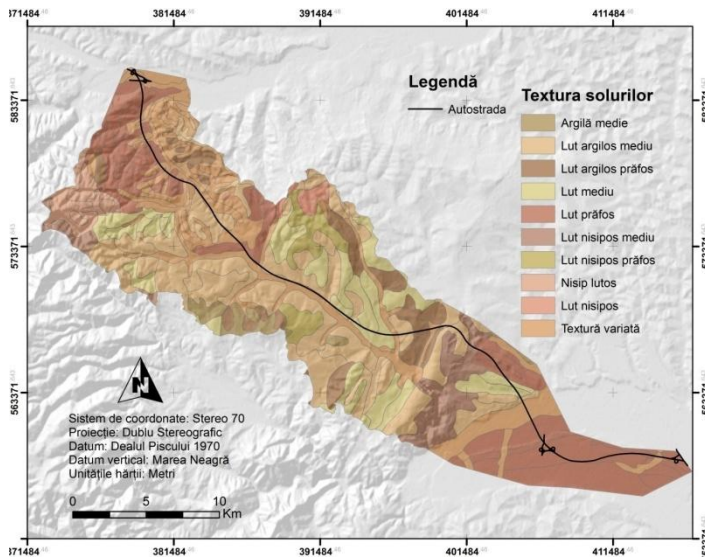 371484
381484
391484
401484
411484
583371
583371
573371
573371
563371
563371
Legendă
Autostrada
Textura solurilor
Argilă medie
Lut argilos mediu
Lut argilos prăfos
Lut mediu
Lut prăfos
Lut nisipos mediu
Lut nisipos prăfos
Nisip lutos
Lut nisipos
Textură variată
N
Sistem de coordonate: Stereo 70
Proiecție: Dublu Stereografic
Datum: Dealul Piscului 1970
Datum vertical: Marea Neagră
Unitățile hărții: Metri
0 5 10
Km
371484
381484
391484
401484
411484